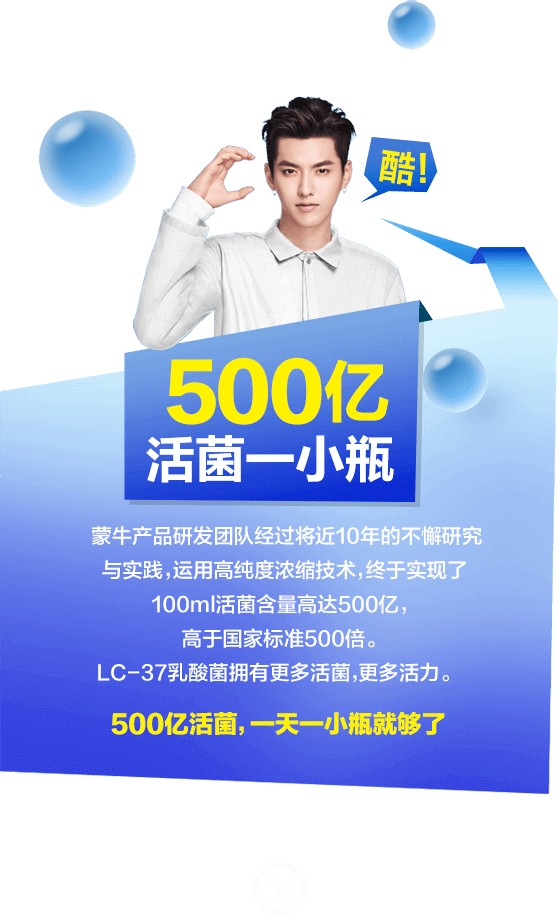 酷!
500亿
活菌一小瓶
蒙牛产品研发团队经过将近10年的不懈研究
与实践,运用高纯度浓缩技术,终于实现了
100ml活菌含量高达500亿，
高于国家标准500倍。
LC-37乳酸菌拥有更多活菌,更多活力。
500亿活菌,一天一小瓶就够了